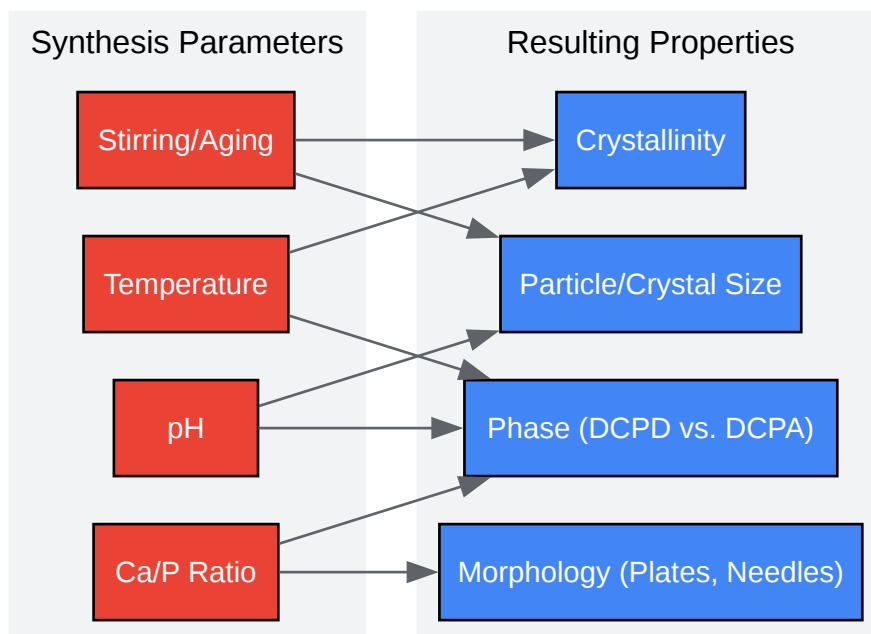 Synthesis Parameters
Resulting Properties
Stirring/Aging
Crystallinity
Temperature
Particle/Crystal Size
pH
Phase (DCPD vs. DCPA)
Ca/P Ratio
Morphology (Plates, Needles)